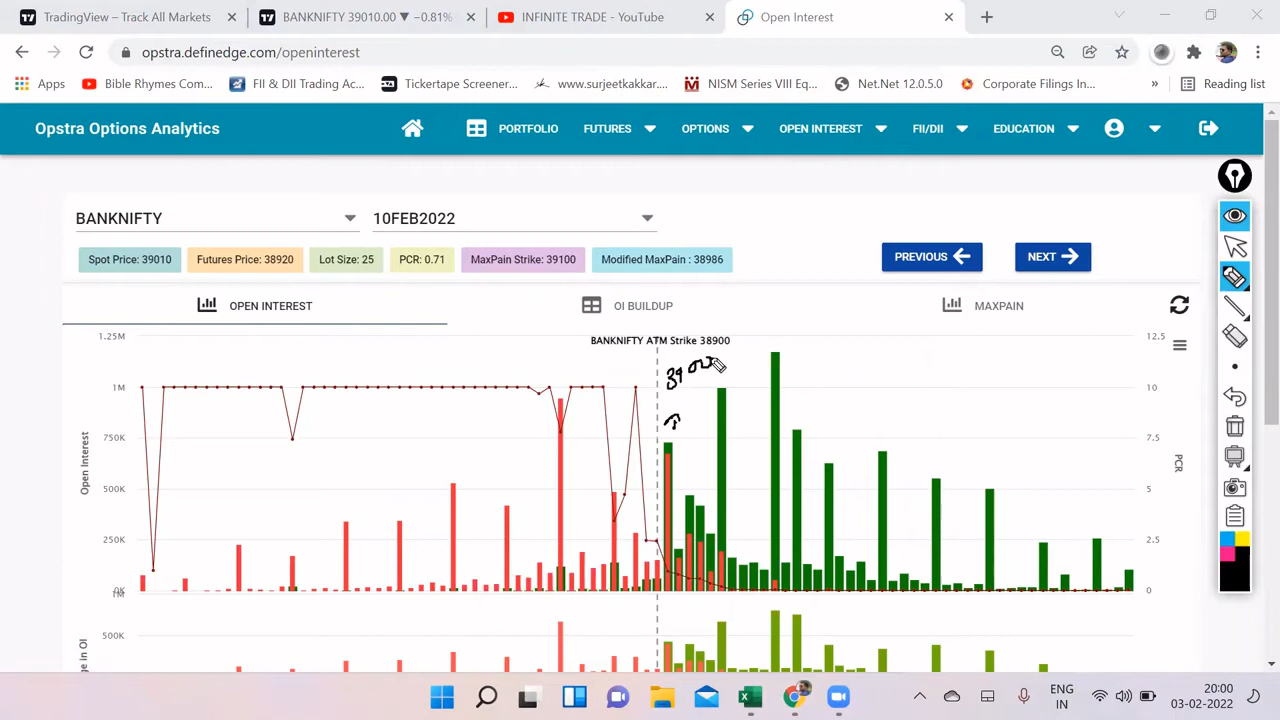 TradingView – Track All Markets
BANKNIFTY 39010.00 ▼ −0.81%
INFINITE TRADE - YouTube
Open Interest
opstra.definedge.com/openinterest
Apps
Bible Rhymes Com...
FII & DII Trading Ac...
Tickertape Screener...
www.surjeetkakkar....
NISM Series VIII Eq...
Net.Net 12.0.5.0
Corporate Filings In...
»
Reading list
Opstra Options Analytics
PORTFOLIO
FUTURES
OPTIONS
OPEN INTEREST
FII/DII
EDUCATION
BANKNIFTY
10FEB2022
Spot Price: 39010
Futures Price: 38920
Lot Size: 25
PCR: 0.71
MaxPain Strike: 39100
Modified MaxPain : 38986
PREVIOUS
NEXT
OPEN INTEREST
OI BUILDUP
MAXPAIN
BANKNIFTY ATM Strike 38900
1.25M
1M
750K
500K
250K
0K
Open Interest
12.5
10
7.5
5
2.5
0
PCR
1M
500K
e in OI
ENG
IN
20:00
03-02-2022